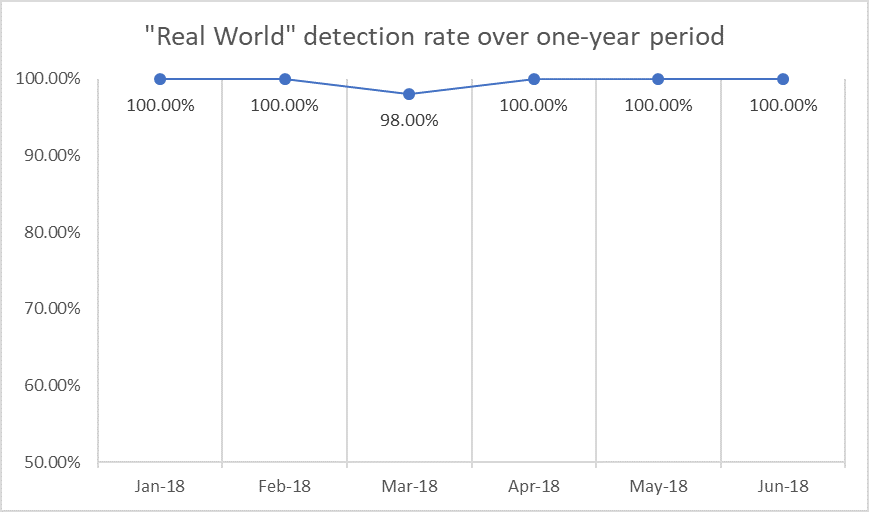 "Real World" detection rate over one-year period
100.00%
100.00% 100.00% 98.00% 100.00% 100.00% 100.00%
90.00%
80.00%
70.00%
60.00%
50.00%
Jan-18 Feb-18 Mar-18 Apr-18 May-18 Jun-18